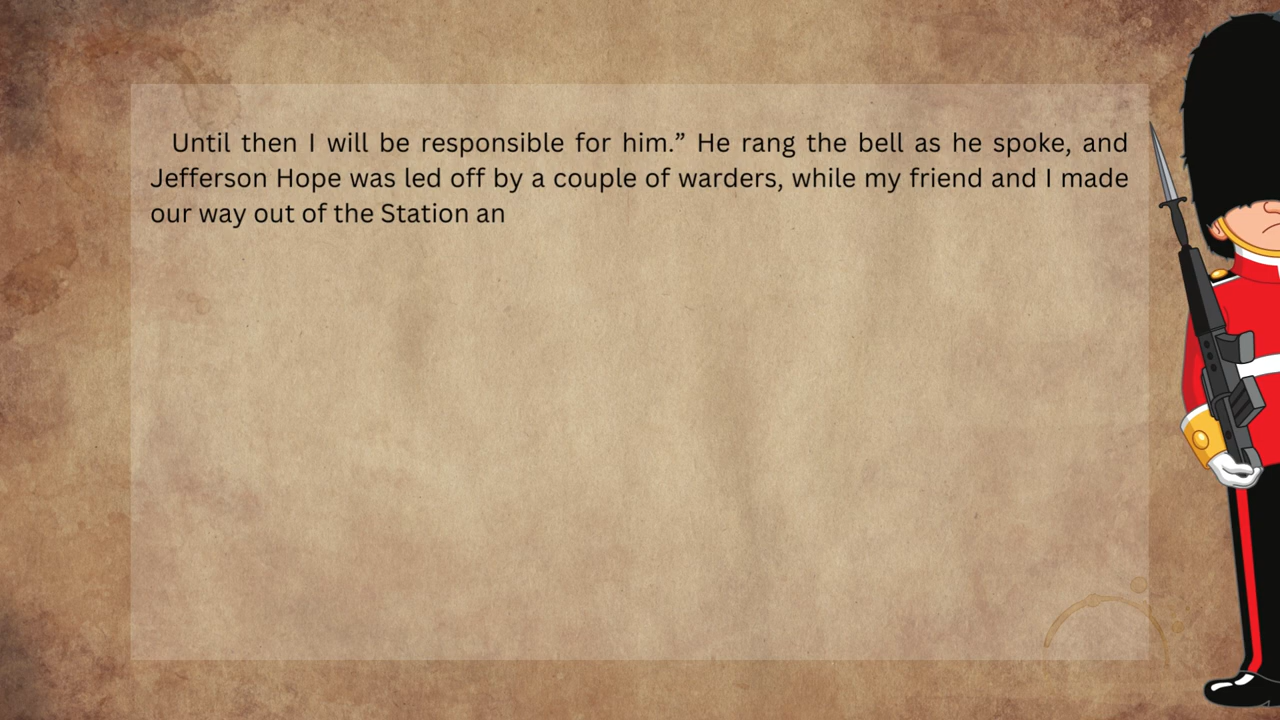 Until then I will be responsible for him.” He rang the bell as he spoke, and
Jefferson Hope was led off by a couple of warders, while my friend and I made
our way out of the Station an